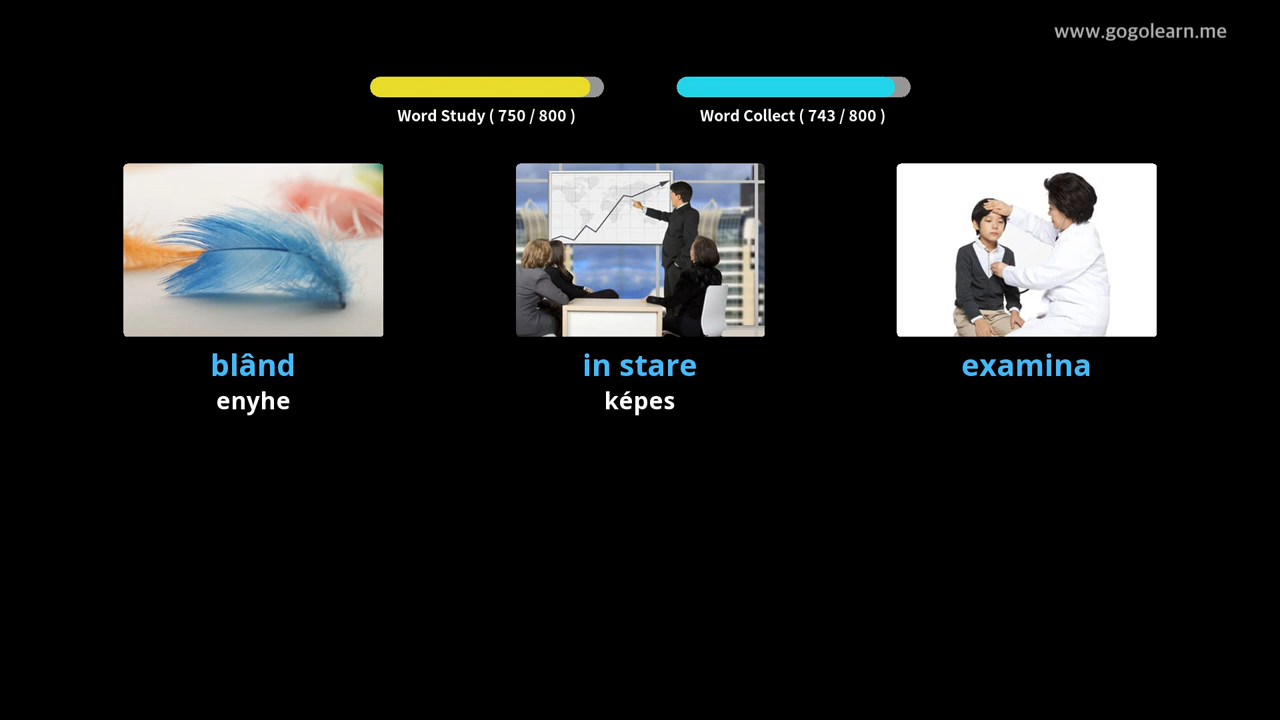 www.gogolearn.me
Word Study ( 750 / 800 )
Word Collect ( 743 / 800 )
blând
enyhe
in stare
képes
examina